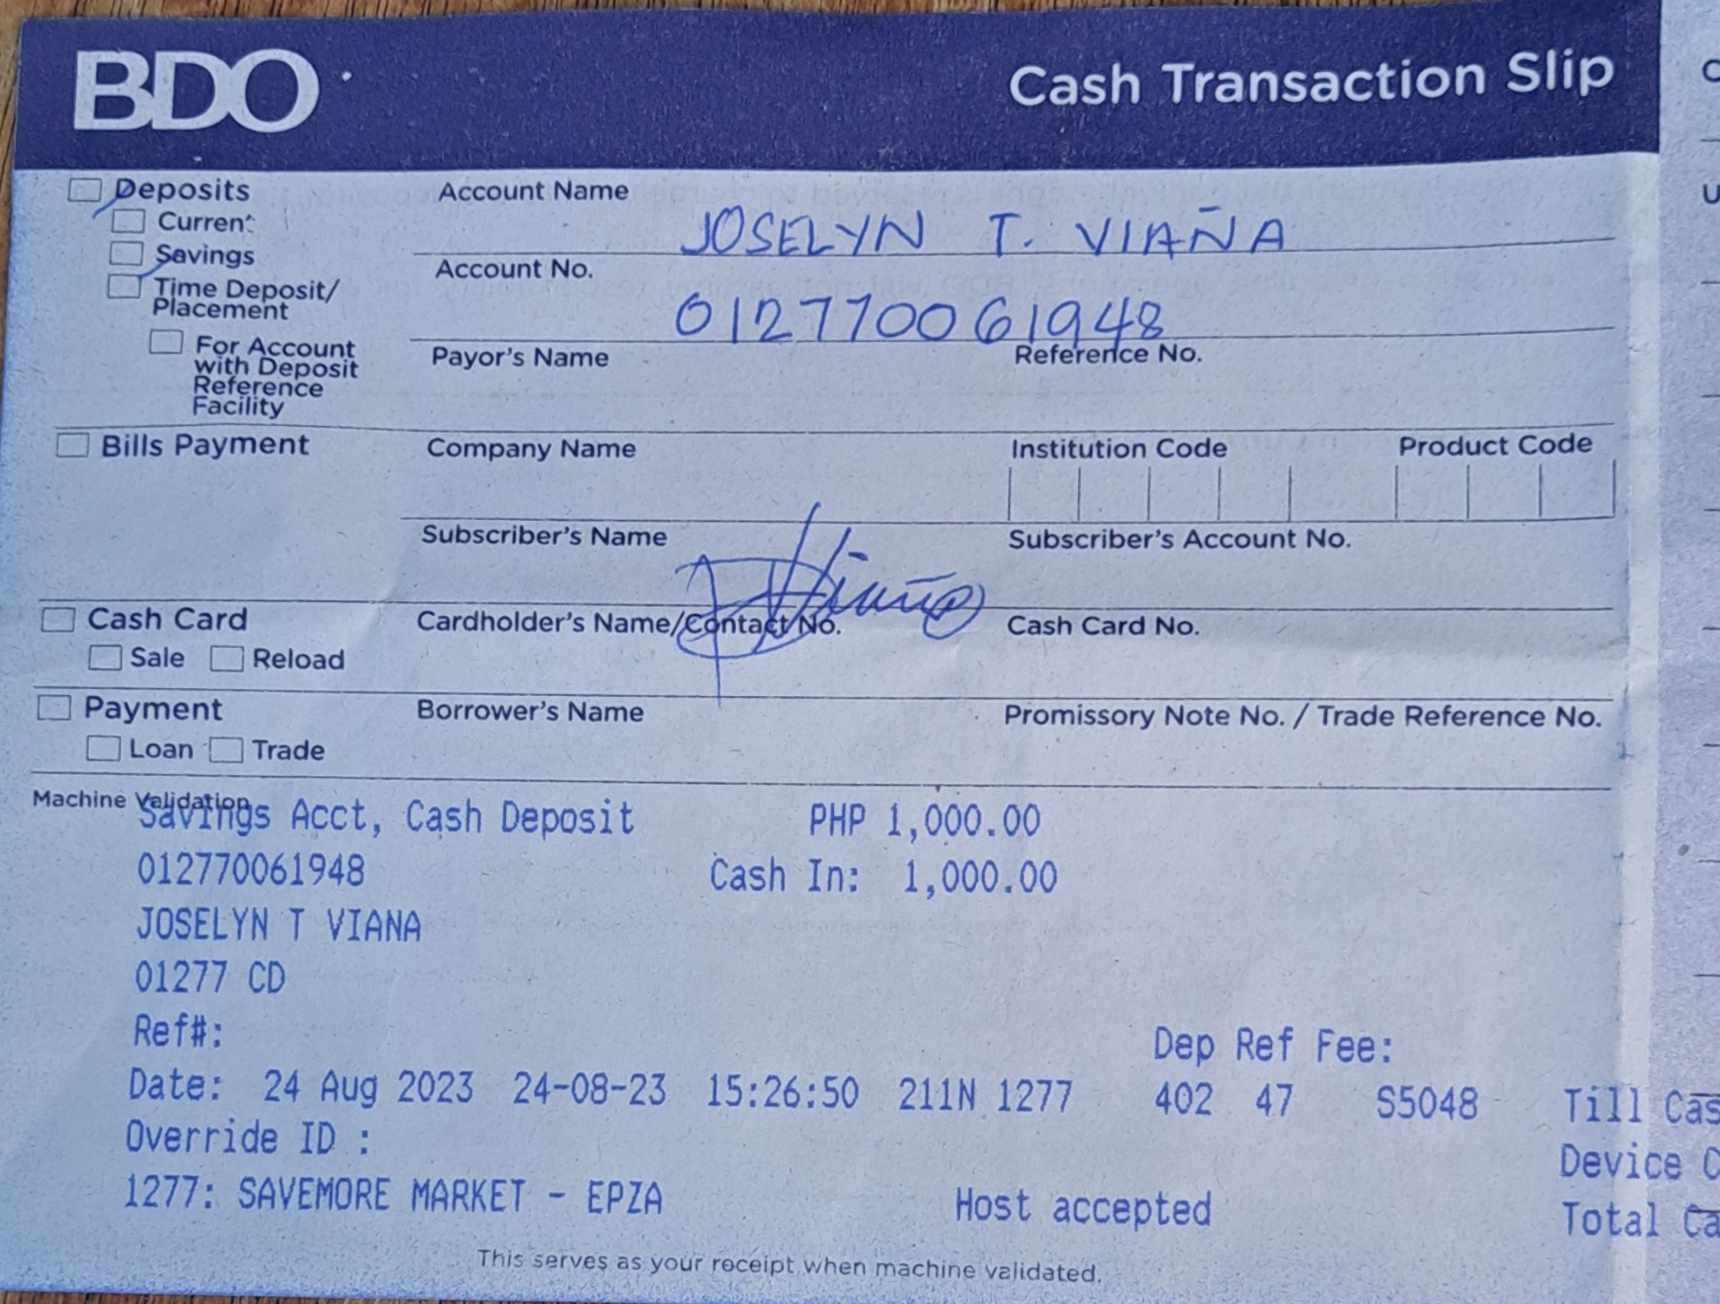 BDO
Cash Transaction Slip
Deposits
Current
Savings
Time Deposit/
Placement
For Account
with Deposit
Reference
Facility
Account Name
JOSELYN T. VIAÑA
Account No.
012770061948
Payor's Name Reference No.
Bills Payment Company Name Institution Code Product Code
Subscriber's Name Subscriber's Account No.
Cash Card Cardholder's Name/Contact No. Cash Card No.
Sale Reload
Payment Borrower's Name Promissory Note No. / Trade Reference No.
Loan Trade
Machine Validation
Savings Acct, Cash Deposit PHP 1,000.00
012770061948 Cash In: 1,000.00
JOSELYN T VIANA
01277 CD
Ref#: Dep Ref Fee:
Date: 24 Aug 2023 24-08-23 15:26:50 211N 1277 402 47 S5048 Till Cas
Override ID : Device C
1277: SAVEMORE MARKET - EPZA Host accepted Total Ca
This serves as your receipt when machine validated.